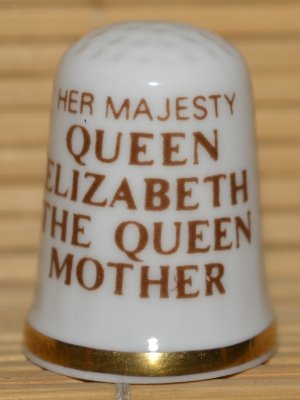 HER MAJESTY
QUEEN
ELIZABETH
THE QUEEN
MOTHER